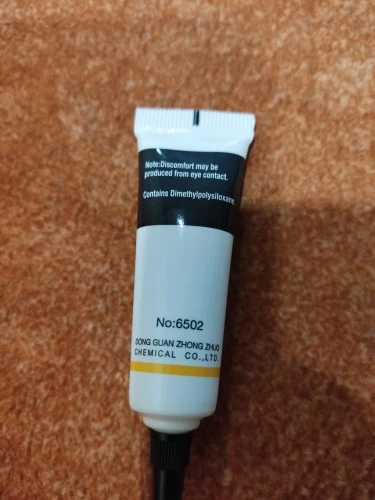 Note:Discomfort may be
produced from eye contact.
Contains Dimethylpolysiloxane
No:6502
DONG GUAN ZHONG ZHUO
CHEMICAL CO.,LTD.